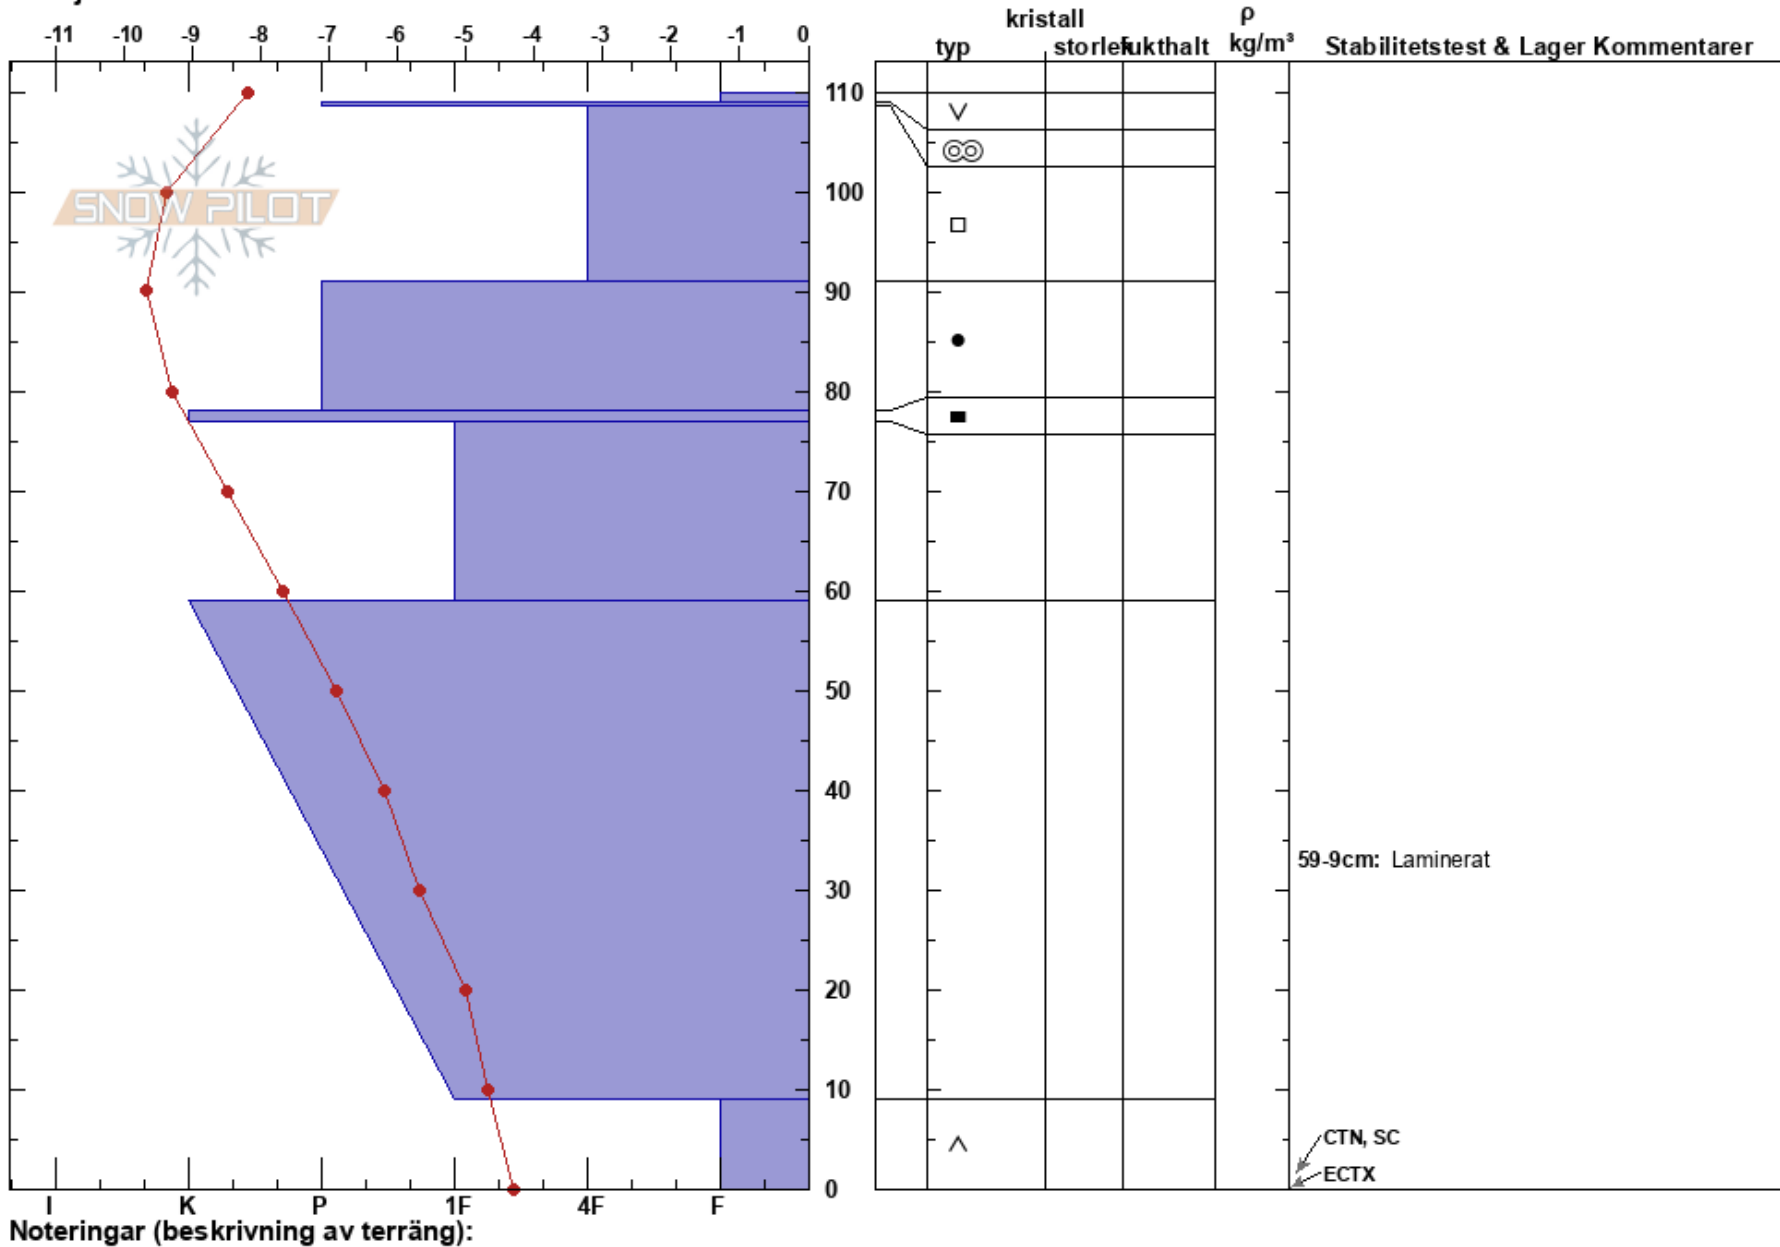 kristall ρ
-11 -10 -9 -8 -7 -6 -5 -4 -3 -2 -1 0 typ storlek fukthalt kg/m³ Stabilitetstest & Lager Kommentarer
110
SNOW PILOT
100
90
80
70
60
50
40
59-9cm: Laminerat
30
20
10
CTN, SC
ECTX
0
I K P 1F 4F F
Noteringar (beskrivning av terräng):